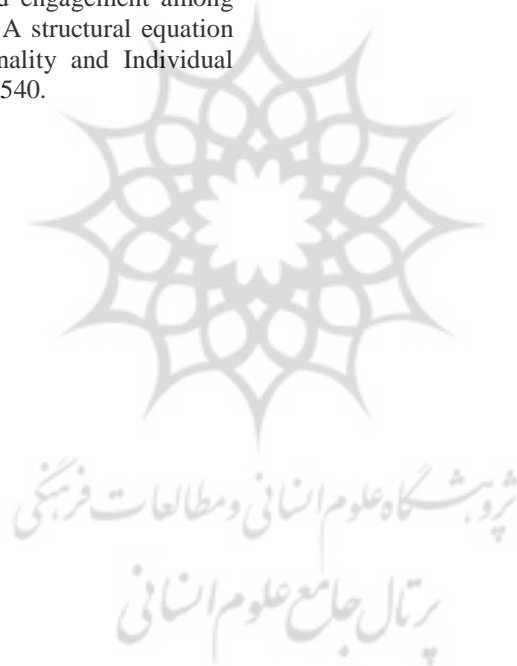 engagement among
A structural equation
nality and Individual
540.
پژوهشگاه علوم انسانی و مطالعات فرهنگی
پرتال جامع علوم انسانی